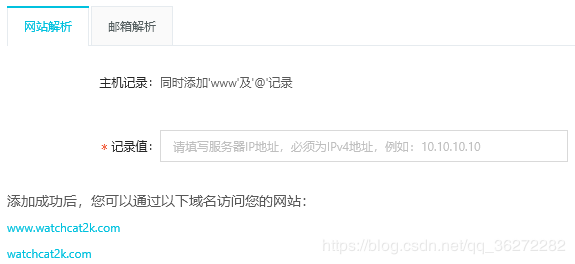 网站解析 邮箱解析
主机记录：同时添加'www'及'@'记录
* 记录值： 请填写服务器IP地址，必须为IPv4地址，例如：10.10.10.10
添加成功后，您可以通过以下域名访问您的网站：
www.watchcat2k.com
watchcat2k.com
https://blog.csdn.net/qq_36272282